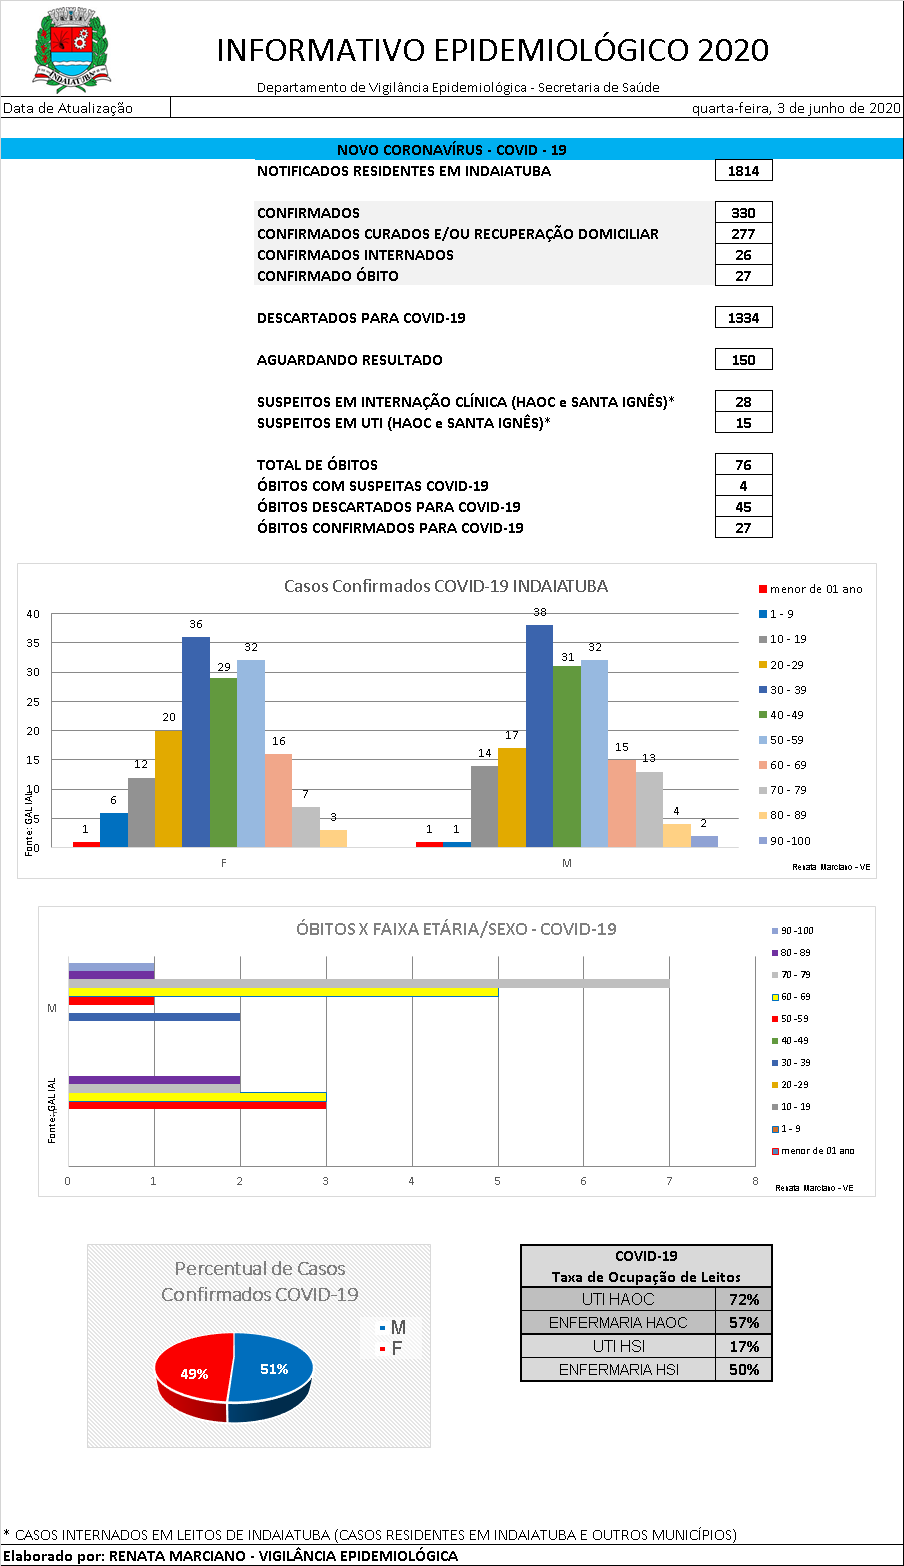 INDAIATUBA
INFORMATIVO EPIDEMIOLÓGICO 2020
Departamento de Vigilância Epidemiológica - Secretaria de Saúde
Data de Atualização quarta-feira, 3 de junho de 2020
NOVO CORONAVÍRUS - COVID - 19
NOTIFICADOS RESIDENTES EM INDAIATUBA 1814
CONFIRMADOS 330
CONFIRMADOS CURADOS E/OU RECUPERAÇÃO DOMICILIAR 277
CONFIRMADOS INTERNADOS 26
CONFIRMADO ÓBITO 27
DESCARTADOS PARA COVID-19 1334
AGUARDANDO RESULTADO 150
SUSPEITOS EM INTERNAÇÃO CLÍNICA (HAOC e SANTA IGNÊS)* 28
SUSPEITOS EM UTI (HAOC e SANTA IGNÊS)* 15
TOTAL DE ÓBITOS 76
ÓBITOS COM SUSPEITAS COVID-19 4
ÓBITOS DESCARTADOS PARA COVID-19 45
ÓBITOS CONFIRMADOS PARA COVID-19 27
Casos Confirmados COVID-19 INDAIATUBA
40
35
30
25
20
15
10
5
0
Fonte: GAL IAL
1 6 12 20 36 29 32 16 7 3
1 1 14 17 38 31 32 15 13 4 2
F M
menor de 01 ano
1 - 9
10 - 19
20 -29
30 - 39
40 -49
50 -59
60 - 69
70 - 79
80 - 89
90 -100
Renata Marciano - VE
ÓBITOS X FAIXA ETÁRIA/SEXO - COVID-19
M
F
Fonte: GAL IAL
0 1 2 3 4 5 6 7 8
90 -100
80 - 89
70 - 79
60 - 69
50 -59
40 -49
30 - 39
20 -29
10 - 19
1 - 9
menor de 01 ano
Renata Marciano - VE
Percentual de Casos
Confirmados COVID-19
49% 51%
M
F
COVID-19
Taxa de Ocupação de Leitos
UTI HAOC 72%
ENFERMARIA HAOC 57%
UTI HSI 17%
ENFERMARIA HSI 50%
* CASOS INTERNADOS EM LEITOS DE INDAIATUBA (CASOS RESIDENTES EM INDAIATUBA E OUTROS MUNICÍPIOS)
Elaborado por: RENATA MARCIANO - VIGILÂNCIA EPIDEMIOLÓGICA